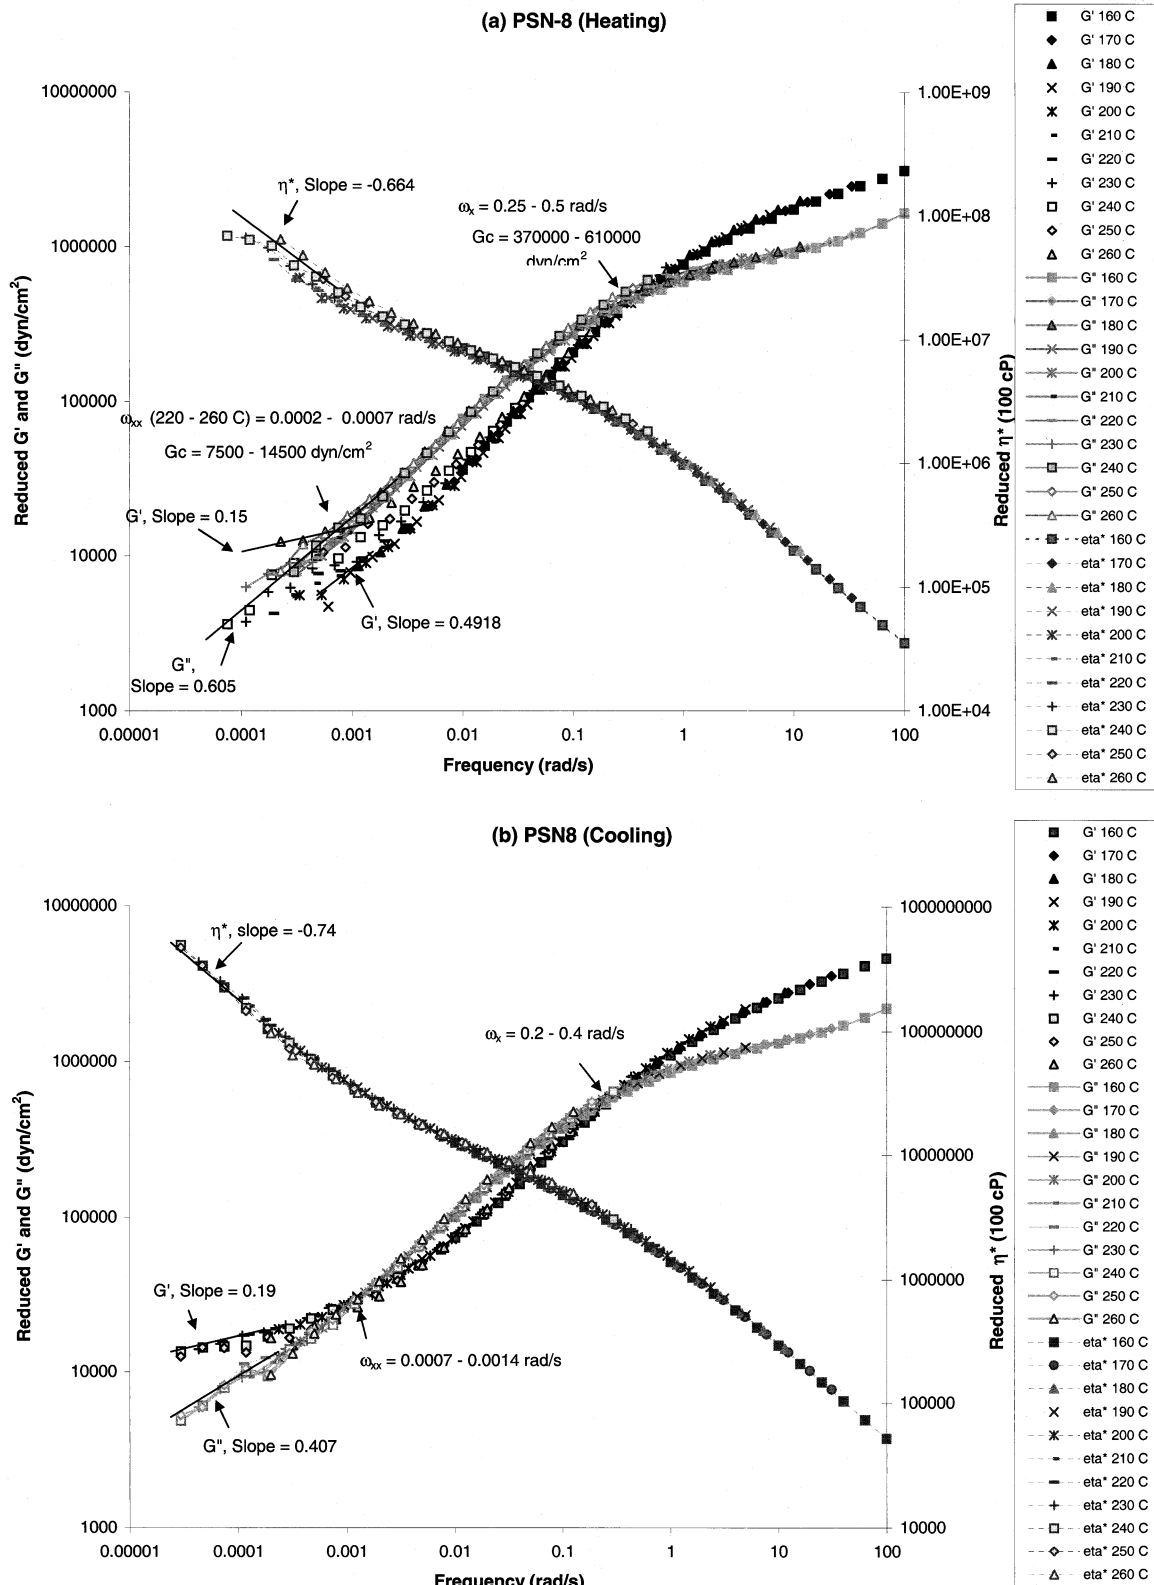 (a) PSN-8 (Heating)
10000000
1000000
100000
10000
1000
Reduced G' and G" (dyn/cm²)
1.00E+09
1.00E+08
1.00E+07
1.00E+06
1.00E+05
1.00E+04
Reduced η* (100 cP)
0.00001
0.0001
0.001
0.01
0.1
1
10
100
Frequency (rad/s)
η*, Slope = -0.664
ωx = 0.25 - 0.5 rad/s
Gc = 370000 - 610000
dyn/cm²
ωxx (220 - 260 C) = 0.0002 - 0.0007 rad/s
Gc = 7500 - 14500 dyn/cm²
G', Slope = 0.15
G', Slope = 0.4918
G",
Slope = 0.605
G' 160 C
G' 170 C
G' 180 C
G' 190 C
G' 200 C
G' 210 C
G' 220 C
G' 230 C
G' 240 C
G' 250 C
G' 260 C
G" 160 C
G" 170 C
G" 180 C
G" 190 C
G" 200 C
G" 210 C
G" 220 C
G" 230 C
G" 240 C
G" 250 C
G" 260 C
eta* 160 C
eta* 170 C
eta* 180 C
eta* 190 C
eta* 200 C
eta* 210 C
eta* 220 C
eta* 230 C
eta* 240 C
eta* 250 C
eta* 260 C
(b) PSN8 (Cooling)
10000000
1000000
100000
10000
1000
Reduced G' and G" (dyn/cm²)
1000000000
100000000
10000000
1000000
100000
10000
Reduced η* (100 cP)
0.00001
0.0001
0.001
0.01
0.1
1
10
100
Frequency (rad/s)
η*, slope = -0.74
ωx = 0.2 - 0.4 rad/s
G', Slope = 0.19
ωxx = 0.0007 - 0.0014 rad/s
G", Slope = 0.407
G' 160 C
G' 170 C
G' 180 C
G' 190 C
G' 200 C
G' 210 C
G' 220 C
G' 230 C
G' 240 C
G' 250 C
G' 260 C
G" 160 C
G" 170 C
G" 180 C
G" 190 C
G" 200 C
G" 210 C
G" 220 C
G" 230 C
G" 240 C
G" 250 C
G" 260 C
eta* 160 C
eta* 170 C
eta* 180 C
eta* 190 C
eta* 200 C
eta* 210 C
eta* 220 C
eta* 230 C
eta* 240 C
eta* 250 C
eta* 260 C